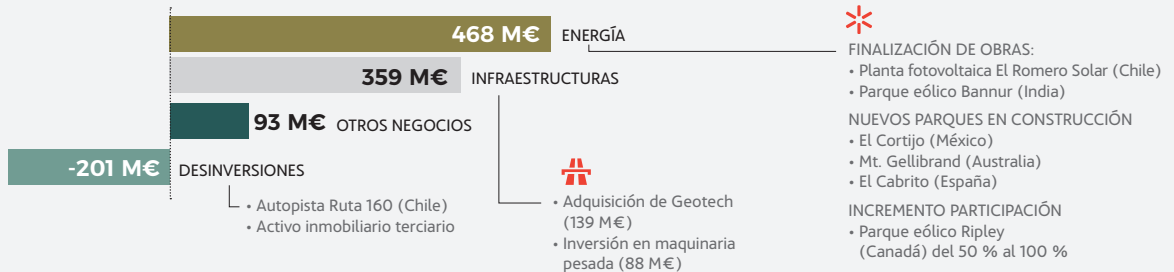 468 M€ ENERGÍA
359 M€ INFRAESTRUCTURAS
93 M€ OTROS NEGOCIOS
-201 M€ DESINVERSIONES
• Autopista Ruta 160 (Chile)
• Activo inmobiliario terciario
• Adquisición de Geotech
(139 M€)
• Inversión en maquinaria
pesada (88 M€)
FINALIZACIÓN DE OBRAS:
• Planta fotovoltaica El Romero Solar (Chile)
• Parque eólico Bannur (India)
NUEVOS PARQUES EN CONSTRUCCIÓN
• El Cortijo (México)
• Mt. Gellibrand (Australia)
• El Cabrito (España)
INCREMENTO PARTICIPACIÓN
• Parque eólico Ripley
(Canadá) del 50 % al 100 %